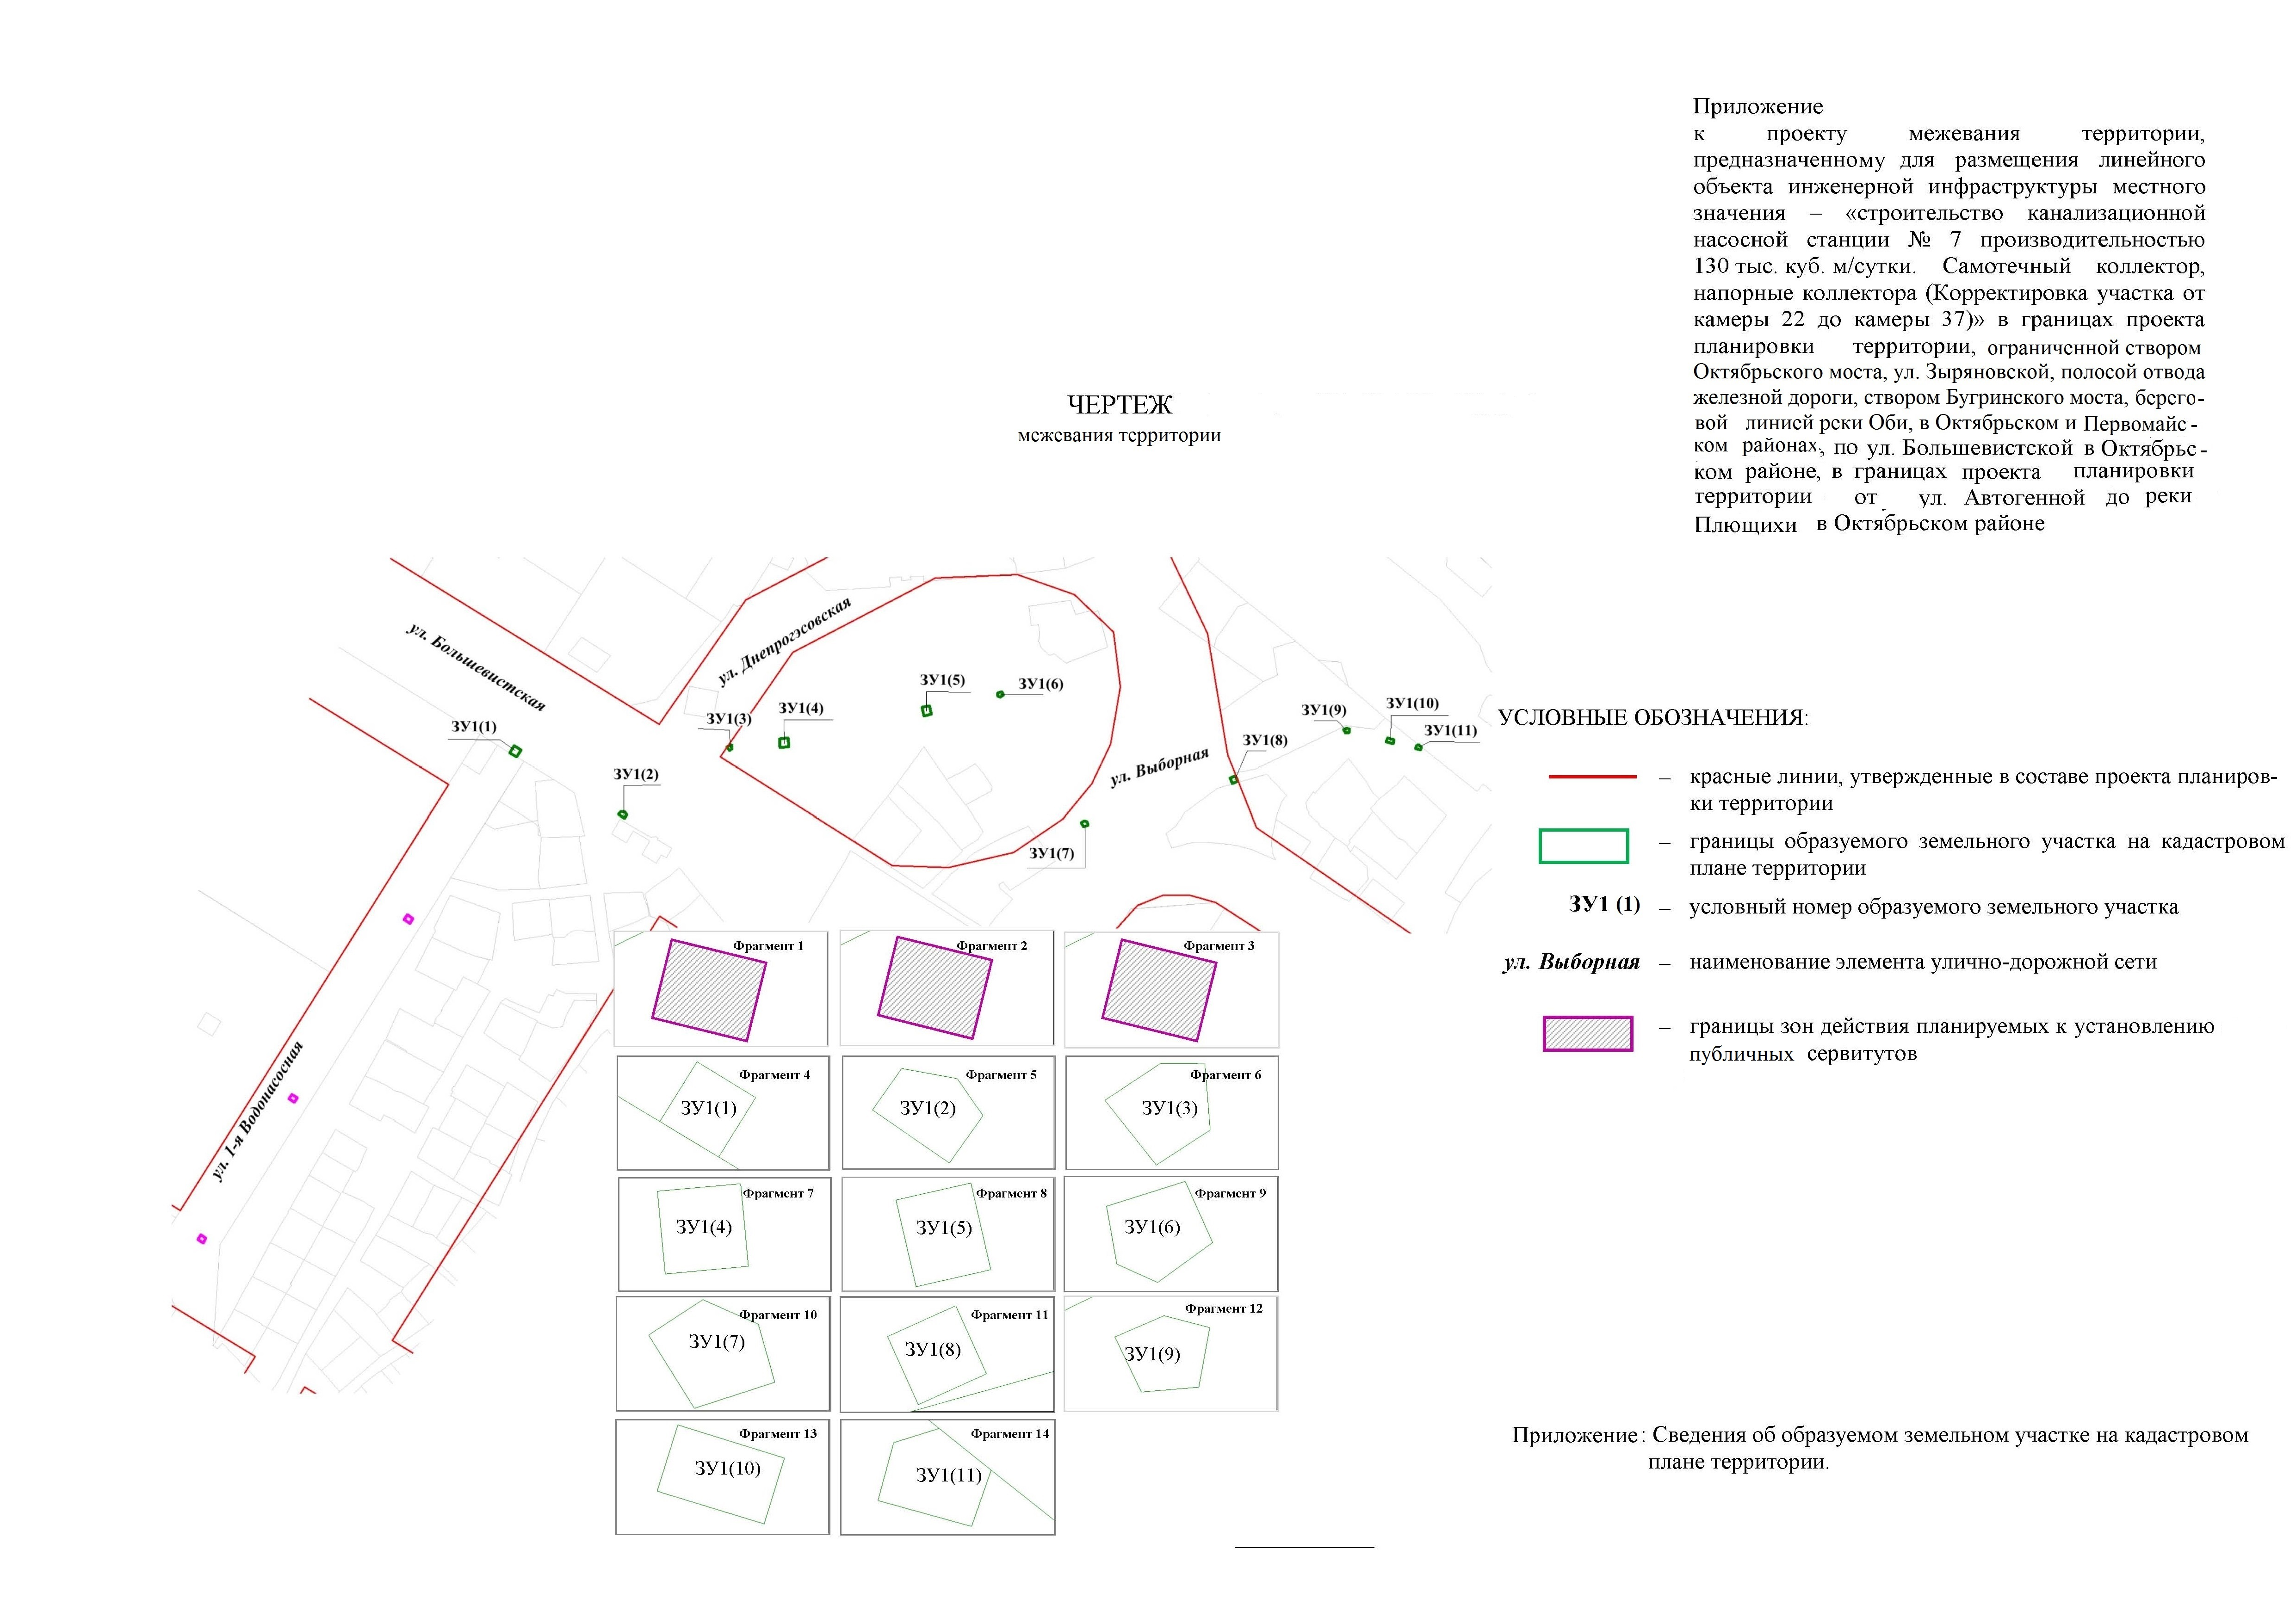 Приложение
к проекту межевания территории,
предназначенному для размещения линейного
объекта инженерной инфраструктуры местного
значения – «строительство канализационной
насосной станции № 7 производительностью
130 тыс. куб. м/сутки. Самотечный коллектор,
напорные коллектора (Корректировка участка от
камеры 22 до камеры 37)» в границах проекта
планировки территории, ограниченной створом
Октябрьского моста, ул. Зыряновской, полосой отвода
железной дороги, створом Бугринского моста, берего-
вой линией реки Оби, в Октябрьском и Первомайс-
ком районах, по ул. Большевистской в Октябрьс-
ком районе, в границах проекта планировки
территории от ул. Автогенной до реки
Плющихи в Октябрьском районе
ЧЕРТЕЖ
межевания территории
ул. Большевистская
ул. Днепрогэсовская
ЗУ1(1)
ЗУ1(2)
ЗУ1(3)
ЗУ1(4)
ЗУ1(5)
ЗУ1(6)
ЗУ1(7)
ул. Выборная
ЗУ1(8)
ЗУ1(9)
ЗУ1(10)
ЗУ1(11)
ул. 1-я Водонасосная
УСЛОВНЫЕ ОБОЗНАЧЕНИЯ:
– красные линии, утвержденные в составе проекта планиров-
ки территории
– границы образуемого земельного участка на кадастровом
плане территории
ЗУ1 (1) – условный номер образуемого земельного участка
ул. Выборная – наименование элемента улично-дорожной сети
– границы зон действия планируемых к установлению
публичных сервитутов
Фрагмент 1
Фрагмент 2
Фрагмент 3
Фрагмент 4
ЗУ1(1)
Фрагмент 5
ЗУ1(2)
Фрагмент 6
ЗУ1(3)
Фрагмент 7
ЗУ1(4)
Фрагмент 8
ЗУ1(5)
Фрагмент 9
ЗУ1(6)
Фрагмент 10
ЗУ1(7)
Фрагмент 11
ЗУ1(8)
Фрагмент 12
ЗУ1(9)
Фрагмент 13
ЗУ1(10)
Фрагмент 14
ЗУ1(11)
Приложение: Сведения об образуемом земельном участке на кадастровом
плане территории.